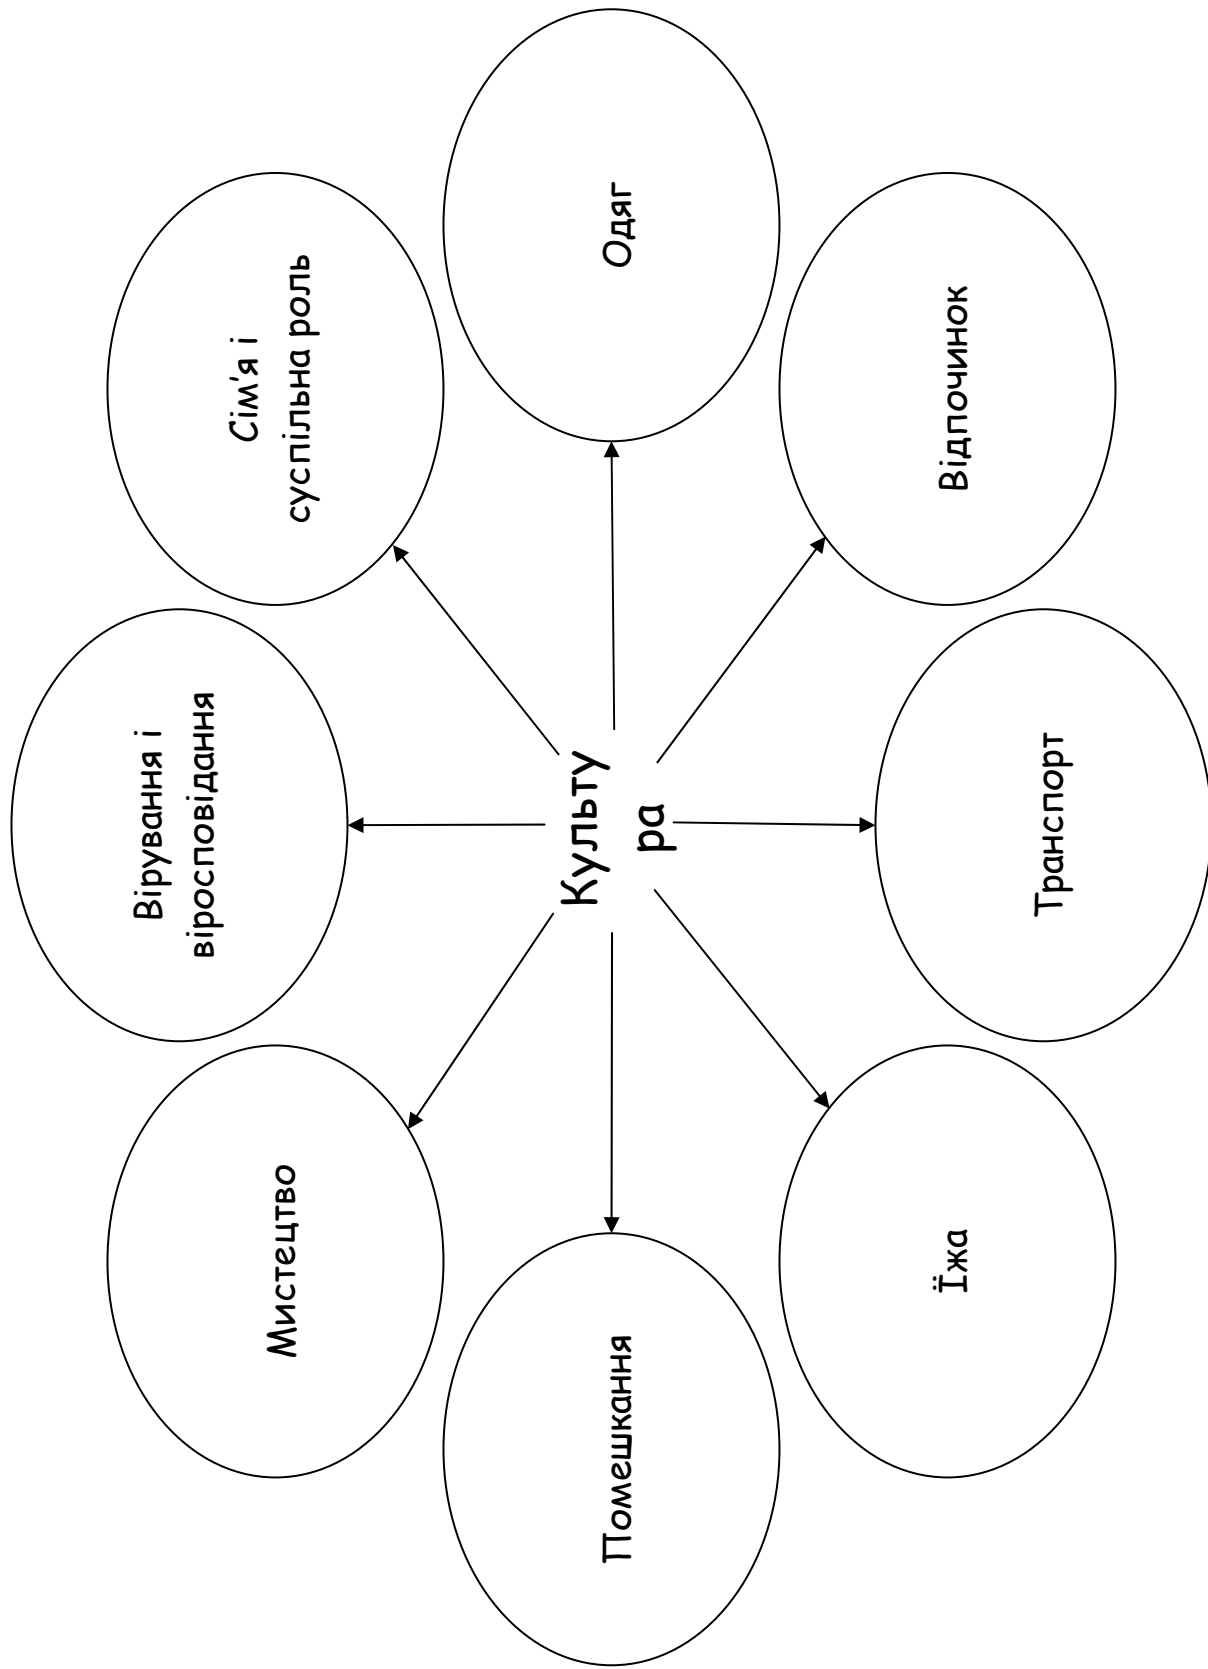 Вірування і
віросповідання
Мистецтво
Сім'я і
суспільна роль
Помешкання
Культу
ра
Одяг
Їжа
Відпочинок
Транспорт